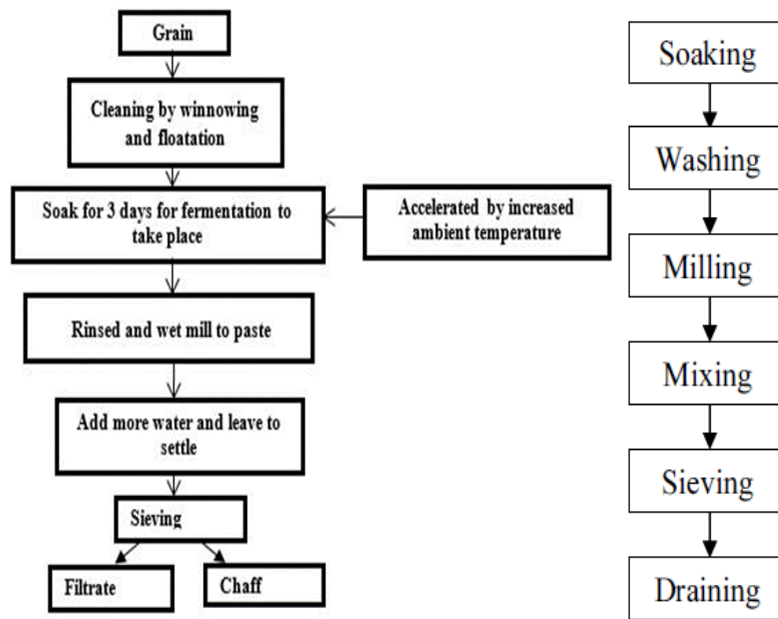 Grain
Cleaning by winnowing
and floatation
Soak for 3 days for fermentation to
take place
Accelerated by increased
ambient temperature
Rinsed and wet mill to paste
Add more water and leave to
settle
Sieving
Filtrate
Chaff
Soaking
Washing
Milling
Mixing
Sieving
Draining